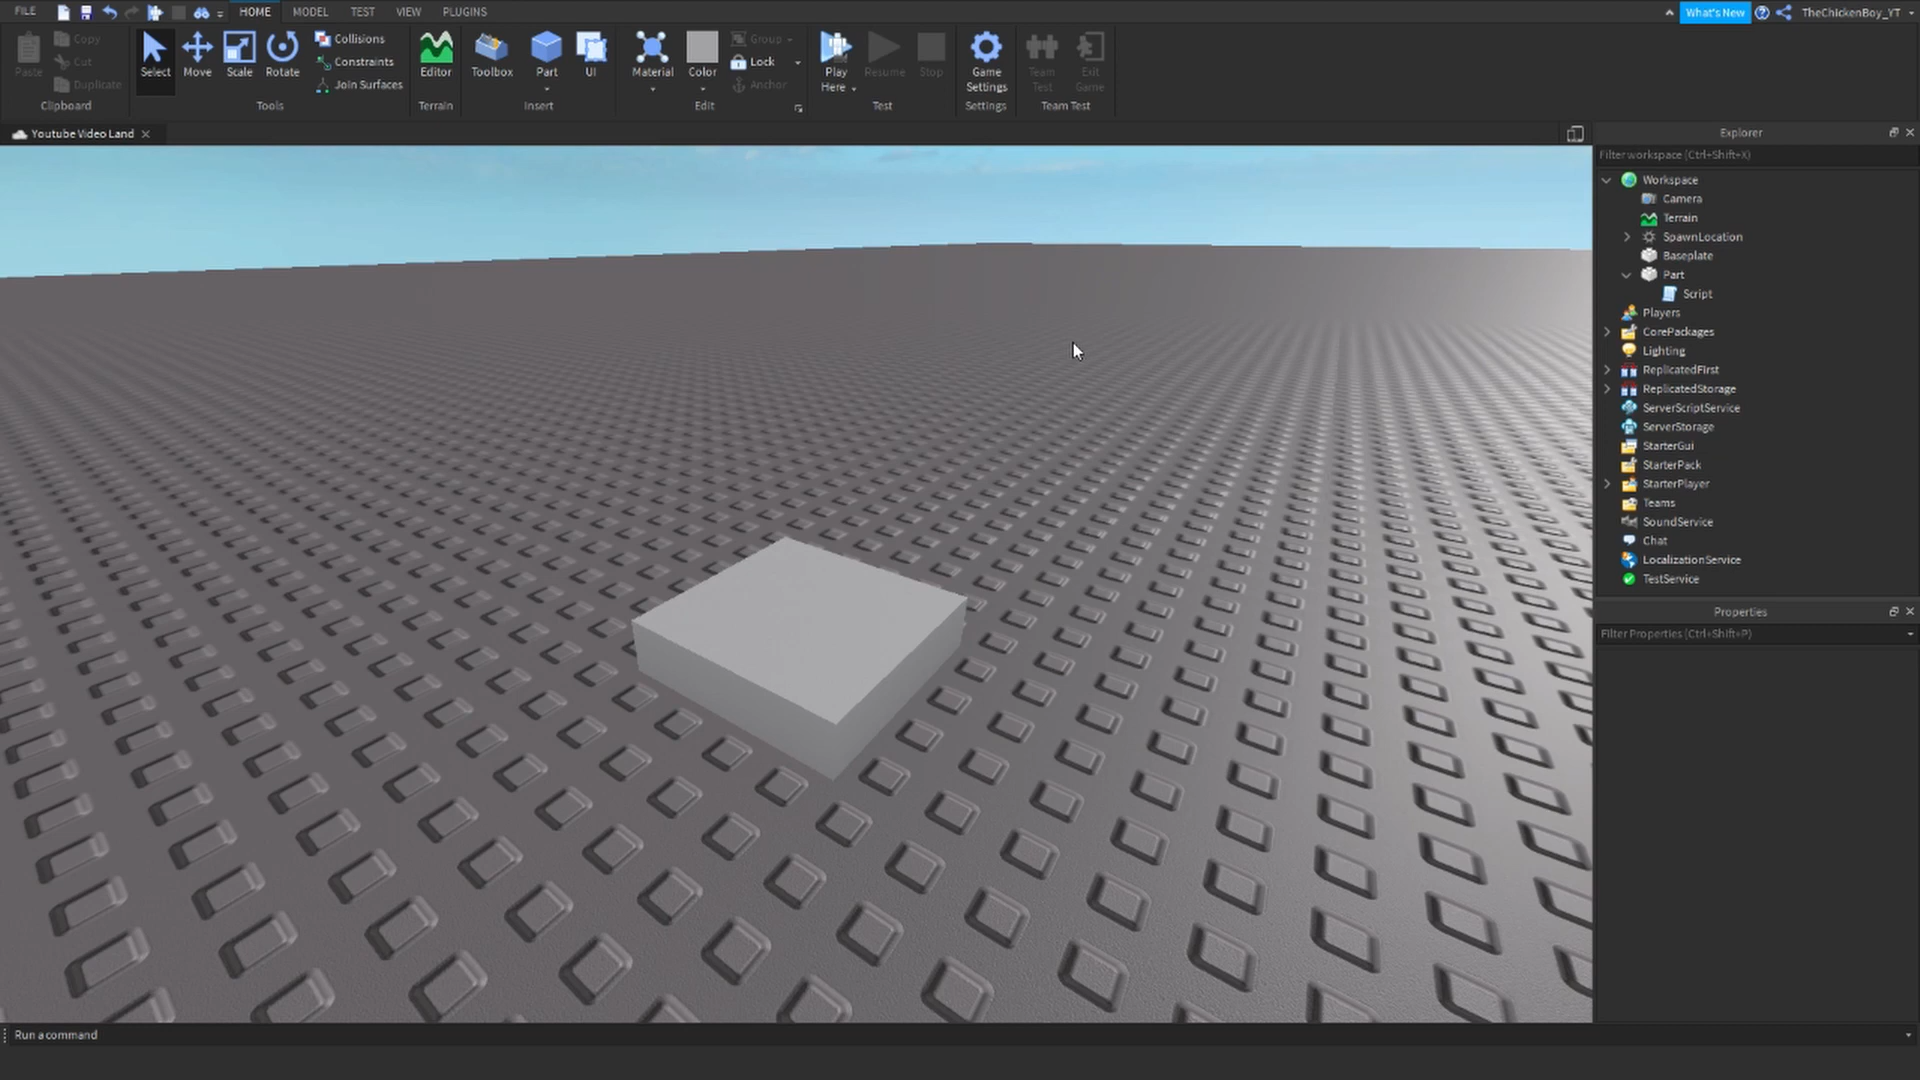 FILE HOME MODEL TEST VIEW PLUGINS What's New TheChickenBoy_YT
Paste Copy Cut Duplicate
Clipboard
Select Move Scale Rotate
Collisions
Constraints
Join Surfaces
Tools
Editor
Terrain
Toolbox Part UI
Insert
Material Color
Group
Lock
Anchor
Edit
Play Here Resume Stop
Test
Game Settings
Settings
Team Test Exit Game
Team Test
Youtube Video Land
Explorer
Filter workspace (Ctrl+Shift+X)
Workspace
Camera
Terrain
SpawnLocation
Baseplate
Part
Script
Players
CorePackages
Lighting
ReplicatedFirst
ReplicatedStorage
ServerScriptService
ServerStorage
StarterGui
StarterPack
StarterPlayer
Teams
SoundService
Chat
LocalizationService
TestService
Properties
Filter Properties (Ctrl+Shift+P)
Run a command